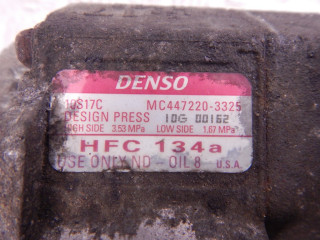 DENSO
10S17C MC447220-3325
DESIGN PRESS 10G 00162
HIGH SIDE 3.53 MPa LOW SIDE 1.67 MPa
HFC 134a
USE ONLY ND-OIL 8 U.S.A.